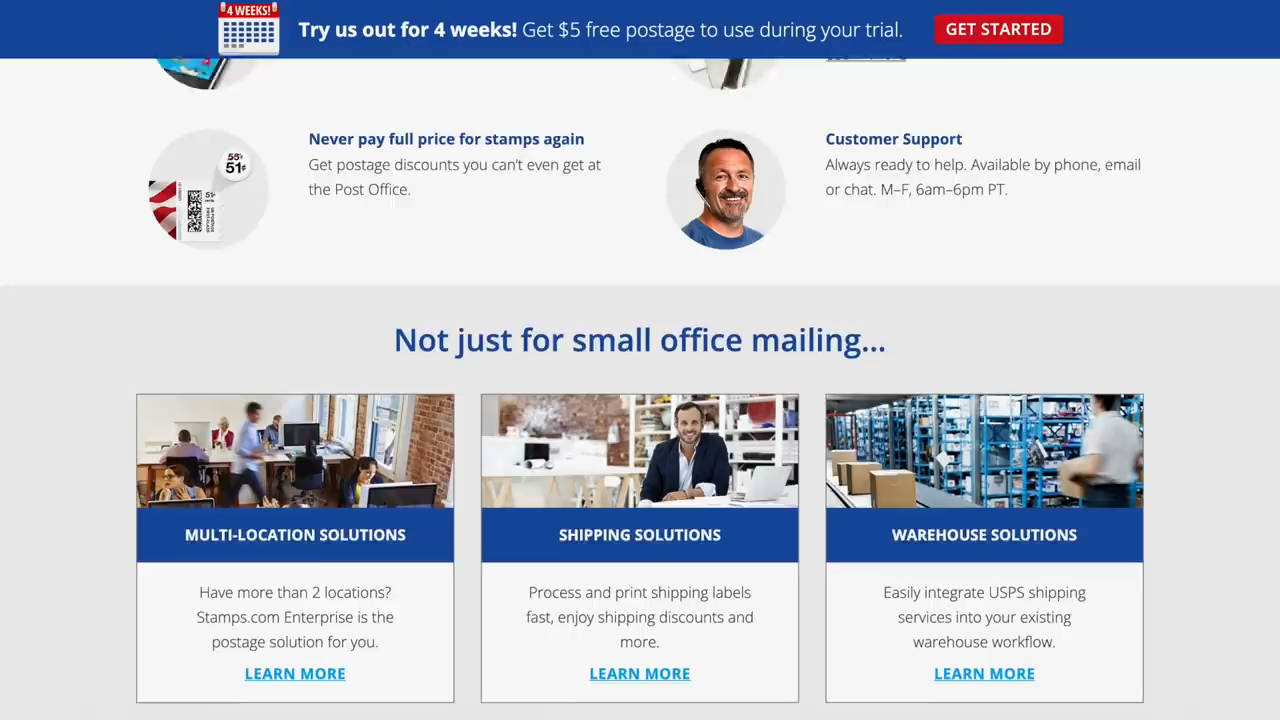 4 WEEKS!
Try us out for 4 weeks! Get $5 free postage to use during your trial.
GET STARTED
Never pay full price for stamps again
Get postage discounts you can’t even get at
the Post Office.
55¢
51¢
Customer Support
Always ready to help. Available by phone, email
or chat. M–F, 6am–6pm PT.
Not just for small office mailing...
MULTI-LOCATION SOLUTIONS
Have more than 2 locations?
Stamps.com Enterprise is the
postage solution for you.
LEARN MORE
SHIPPING SOLUTIONS
Process and print shipping labels
fast, enjoy shipping discounts and
more.
LEARN MORE
WAREHOUSE SOLUTIONS
Easily integrate USPS shipping
services into your existing
warehouse workflow.
LEARN MORE